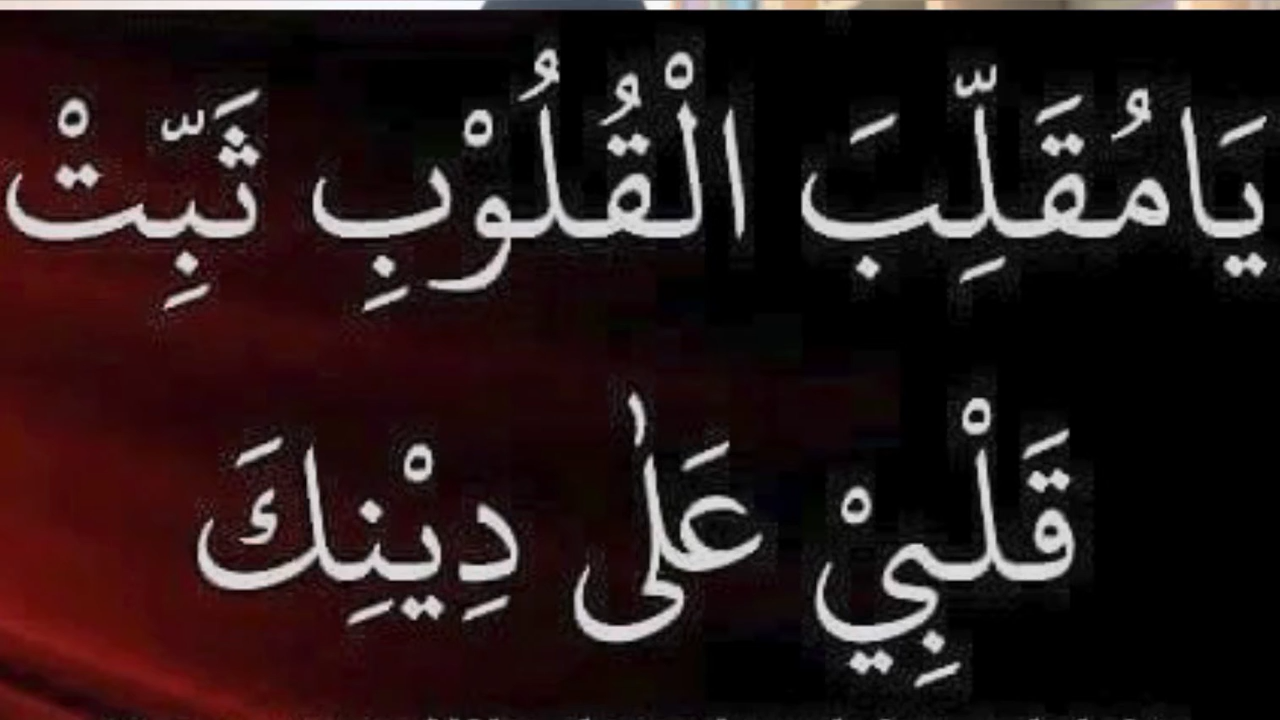 يَامُقَلِّبَ الْقُلُوْبِ ثَبِّتْ
قَلْبِيْ عَلٰى دِيْنِكَ